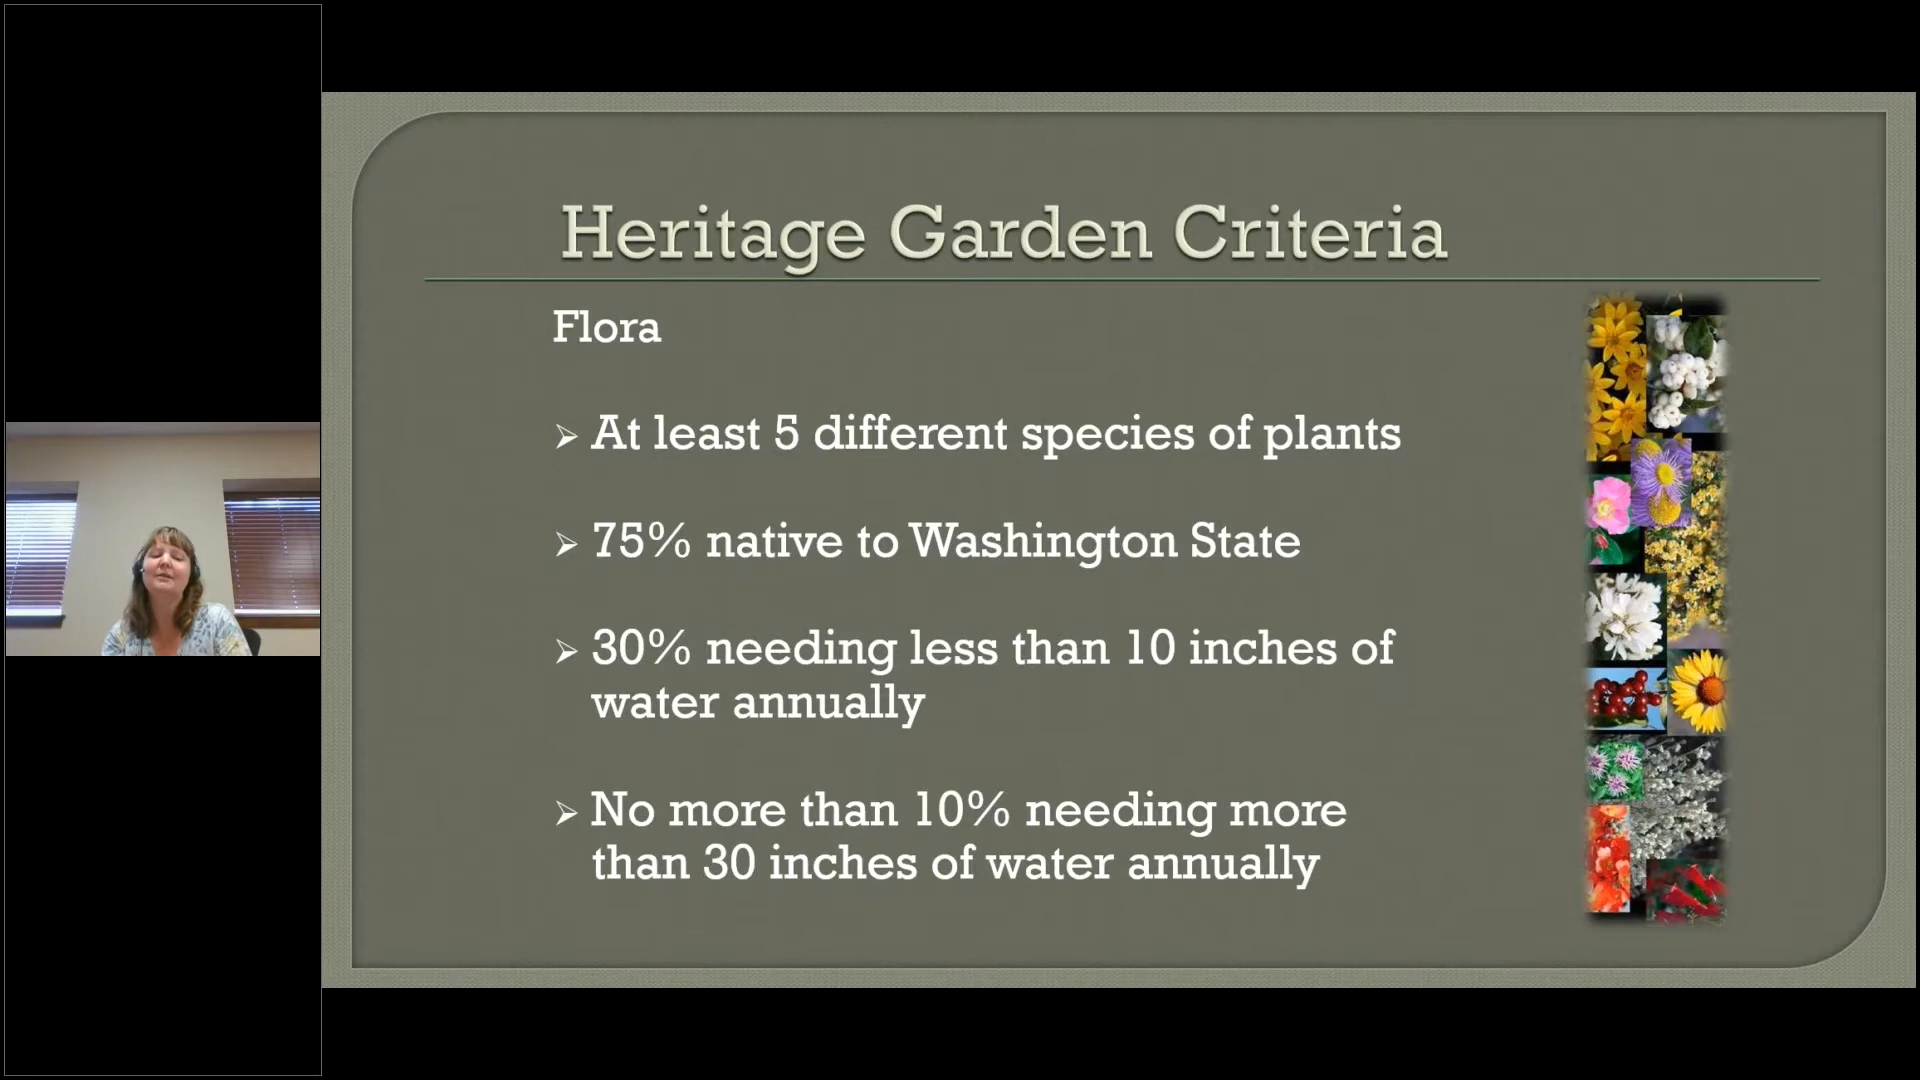 Heritage Garden Criteria
Flora
At least 5 different species of plants
75% native to Washington State
30% needing less than 10 inches of
water annually
No more than 10% needing more
than 30 inches of water annually